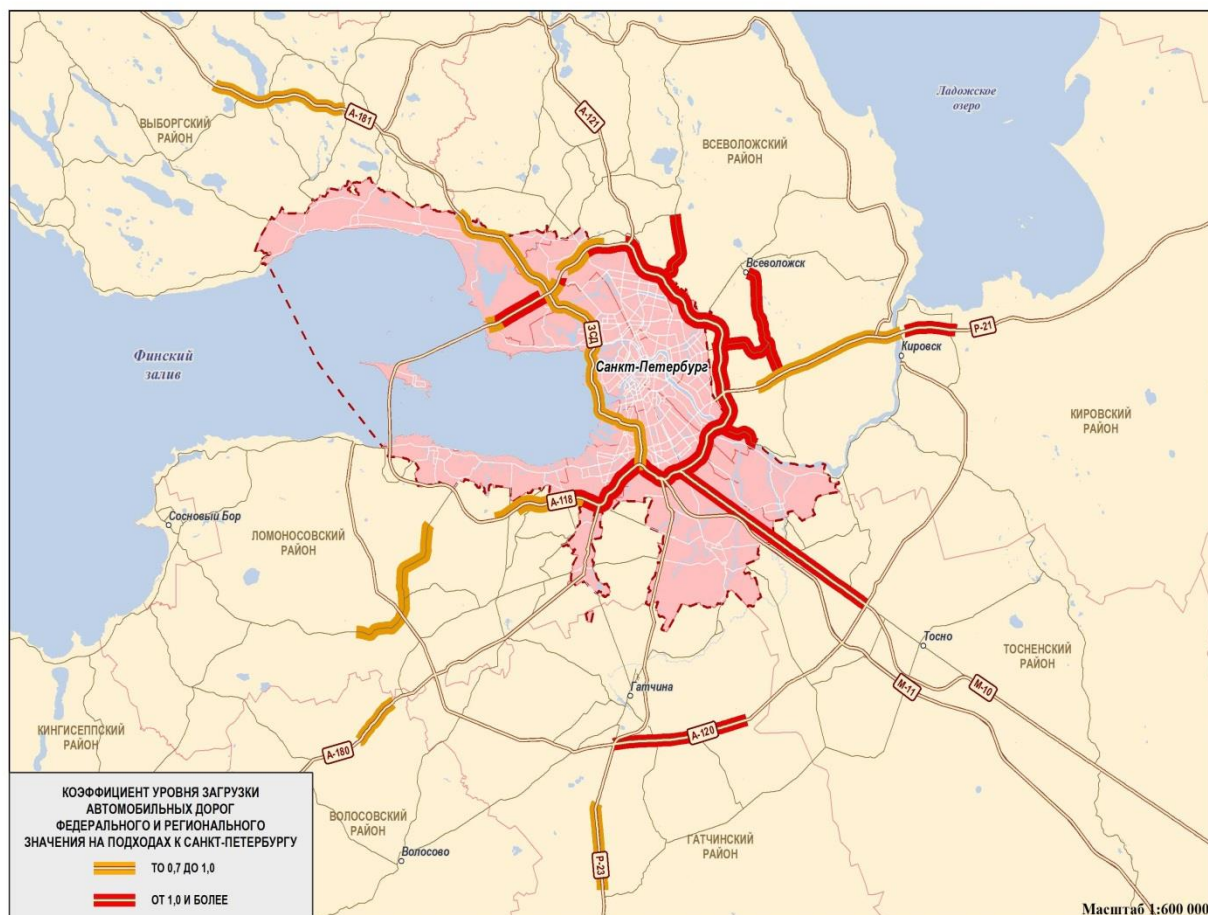 Ладожское
озеро
А-181
А-121
ВЫБОРГСКИЙ
РАЙОН
ВСЕВОЛОЖСКИЙ
РАЙОН
Всеволожск
Р-21
Кировск
ЗСД
Финский
залив
Санкт-Петербург
КИРОВСКИЙ
РАЙОН
А-118
Сосновый Бор
ЛОМОНОСОВСКИЙ
РАЙОН
Тосно
ТОСНЕНСКИЙ
РАЙОН
М-11
М-10
Гатчина
КИНГИСЕППСКИЙ
РАЙОН
А-180
А-120
КОЭФФИЦИЕНТ УРОВНЯ ЗАГРУЗКИ
АВТОМОБИЛЬНЫХ ДОРОГ
ФЕДЕРАЛЬНОГО И РЕГИОНАЛЬНОГО
ЗНАЧЕНИЯ НА ПОДХОДАХ К САНКТ-ПЕТЕРБУРГУ
ТО 0,7 ДО 1,0
ОТ 1,0 И БОЛЕЕ
ВОЛОСОВСКИЙ
РАЙОН
Волосово
ГАТЧИНСКИЙ
РАЙОН
Р-23
Масштаб 1:600 000